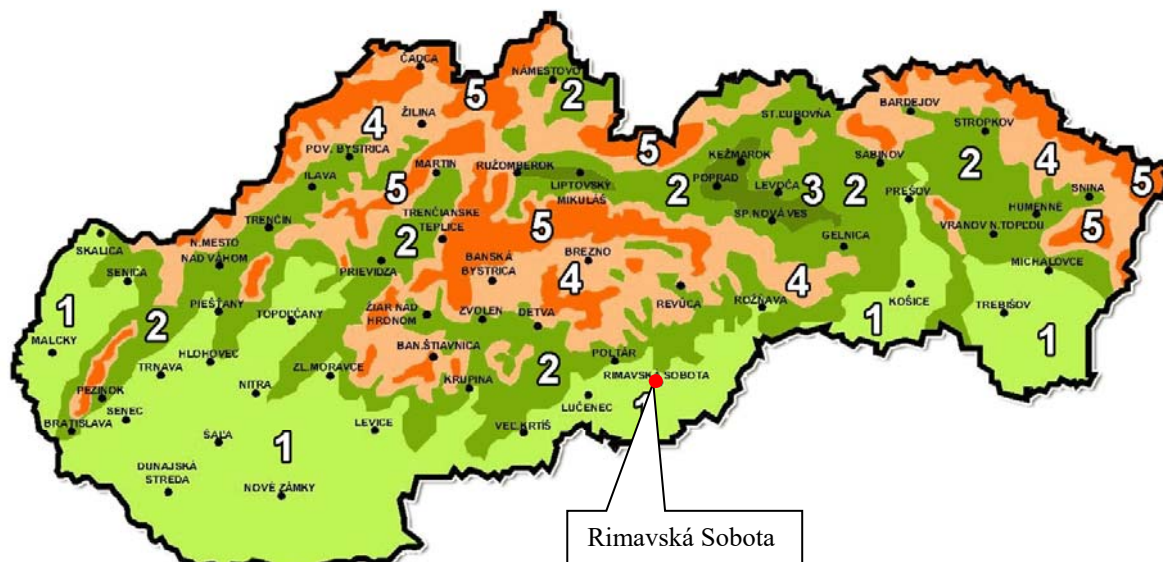 ČADCA
NÁMESTOVO
5
2
ŽILINA
4
BARDEJOV
ST.ĽUBOVŇA
STROPKOV
POV. BYSTRICA
5
KEŽMAROK
SABINOV
2
4
MARTIN
RUŽOMBEROK
ILAVA
5
LIPTOVSKÝ
MIKULÁŠ
2
POPRAD
LEVOČA
3
2
PREŠOV
SNINA
5
HUMENNÉ
TRENČÍN
TRENČIANSKE
TEPLICE
5
SP.NOVÁ VES
VRANOV N.TOPĽOU
5
SKALICA
N.MESTO
NAD VÁHOM
2
GELNICA
SENICA
PRIEVIDZA
BANSKÁ
BYSTRICA
BREZNO
4
4
MICHALOVCE
1
PIEŠŤANY
TOPOĽČANY
ŽIAR NAD
HRONOM
ZVOLEN
DETVA
REVÚCA
ROŽŇAVA
KOŠICE
TREBIŠOV
2
1
1
MALCKY
HLOHOVEC
BAN.ŠTIAVNICA
POLTÁR
TRNAVA
ZL.MORAVCE
2
RIMAVSKÁ SOBOTA
PEZINOK
NITRA
KRUPINA
SENEC
LUČENEC
1
BRATISLAVA
LEVICE
VEĽ.KRTÍŠ
ŠAĽA
1
DUNAJSKÁ
STREDA
NOVÉ ZÁMKY
Rimavská Sobota